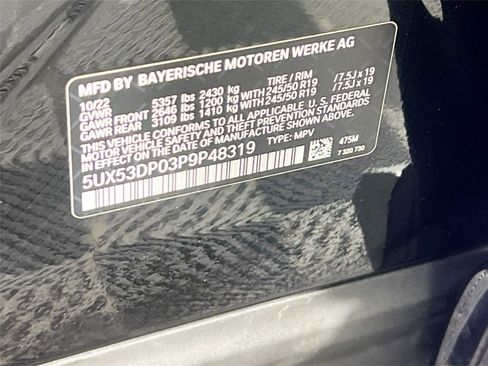 MFD BY BAYERISCHE MOTOREN WERKE AG
10/22 5357 lbs 2430 kg TIRE / RIM
GVWR
GAWR FRONT 2646 lbs 1200 kg 245/50 R19 /7.5J x 19
GAWR REAR 3109 lbs 1410 kg 245/50 R19 /7.5J x 19
THIS VEHICLE CONFORMS TO ALL APPLICABLE U. S. FEDERAL
MOTOR VEHICLE SAFETY AND THEFT PREVENTION STANDARDS
IN EFFECT ON THE DATE OF MANUFACTURE SHOWN ABOVE.
5UX53DP03P9P48319 TYPE: MPV 475M
7 320 730